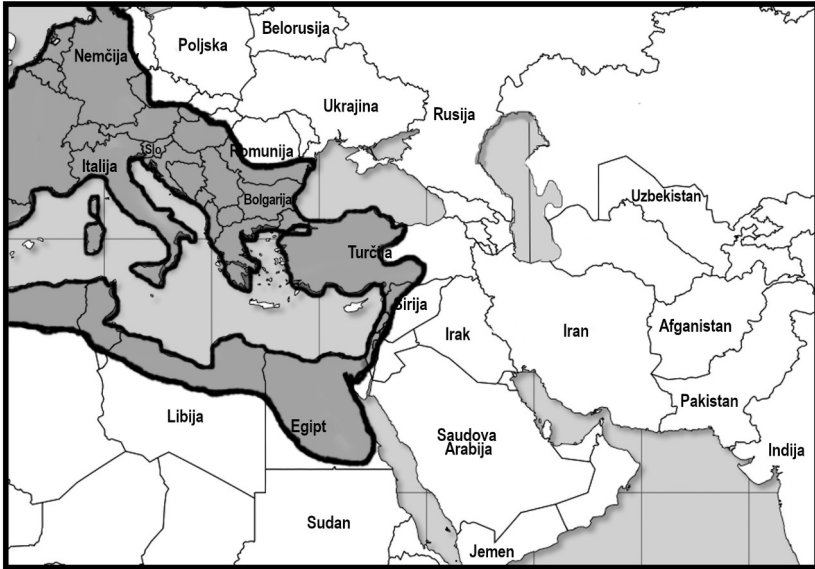 Belorusija
Poljska
Nemčija
Ukrajina
Rusija
Slo
Romunija
Italija
Uzbekistan
Bolgarija
Turčija
Sirija
Afganistan
Irak
Iran
Pakistan
Libija
Egipt
Saudova
Arabija
Indija
Sudan
Jemen